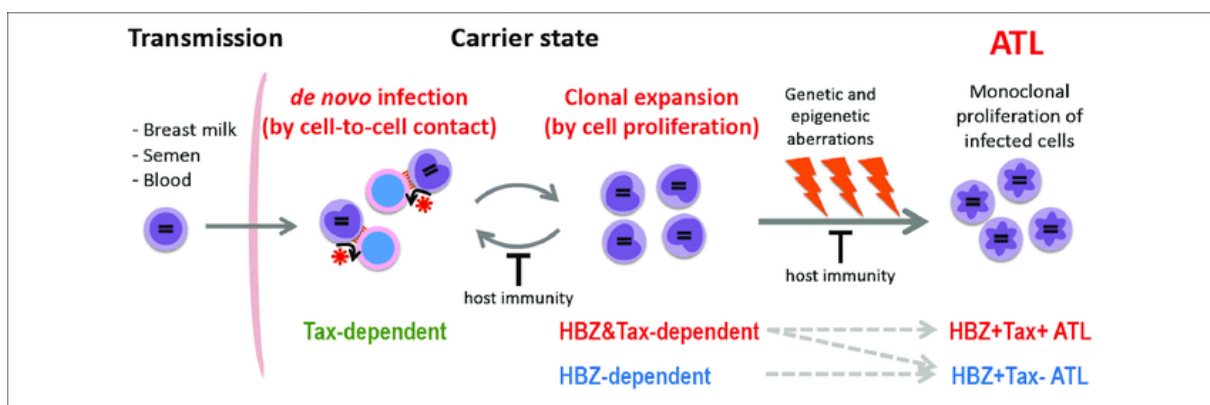 Transmission
Carrier state
ATL
- Breast milk
- Semen
- Blood
de novo infection
(by cell-to-cell contact)
Clonal expansion
(by cell proliferation)
Genetic and
epigenetic
aberrations
Monoclonal
proliferation of
infected cells
host immunity
host immunity
Tax-dependent
HBZ&Tax-dependent
HBZ+Tax+ ATL
HBZ-dependent
HBZ+Tax- ATL